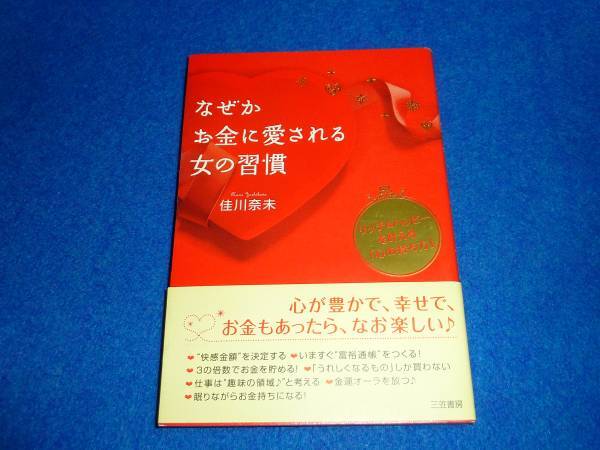 なぜか
お金に愛される
女の習慣
佳川奈未
心が豊かで、幸せで、
お金もあったら、なお楽しい♪
❤"快感金額"を決定する ❤いますぐ"富裕通帳"をつくる!
❤3の倍数でお金を貯める! ❤「うれしくなるもの」しか買わない
❤仕事は"趣味の領域♪"と考える ❤金運オーラを放つ♪
❤眠りながらお金持ちになる!
三笠書房